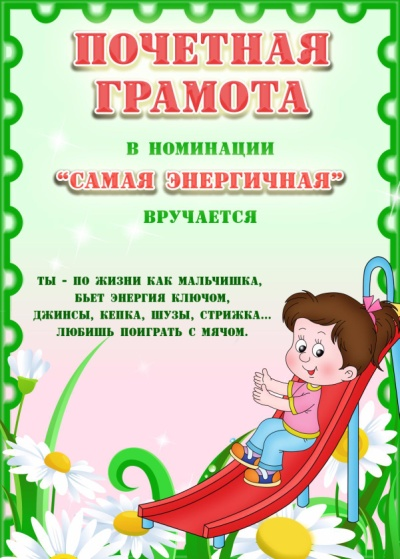 ПОЧЕТНАЯ
ГРАМОТА
В НОМИНАЦИИ
“САМАЯ ЭНЕРГИЧНАЯ”
ВРУЧАЕТСЯ
ТЫ - ПО ЖИЗНИ КАК МАЛЬЧИШКА,
БЬЕТ ЭНЕРГИЯ КЛЮЧОМ,
ДЖИНСЫ, КЕПКА, ШУЗЫ, СТРИЖКА...
ЛЮБИШЬ ПОИГРАТЬ С МЯЧОМ.